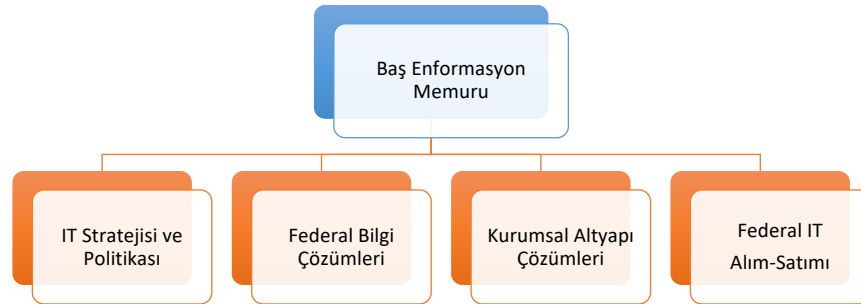 Baş Enformasyon
Memuru
IT Stratejisi ve
Politikası
Federal Bilgi
Çözümleri
Kurumsal Altyapı
Çözümleri
Federal IT
Alım-Satımı